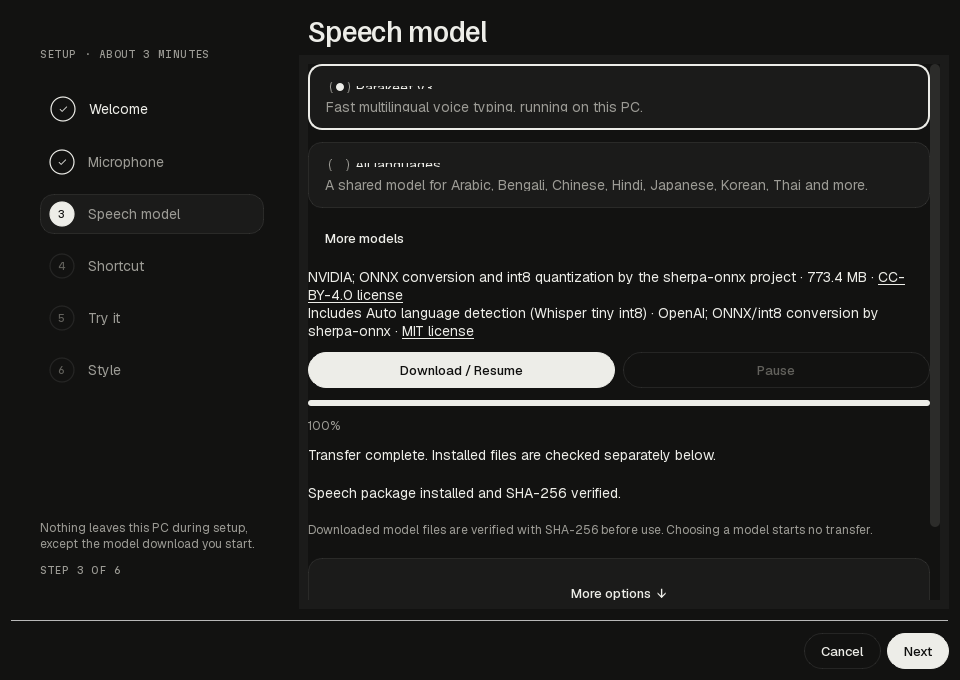 Speech model
SETUP · ABOUT 3 MINUTES
Welcome
Microphone
3 Speech model
4 Shortcut
5 Try it
6 Style
Nothing leaves this PC during setup,
except the model download you start.
STEP 3 OF 6
(●) Parakeet v3
Fast multilingual voice typing, running on this PC.
( ) All languages
A shared model for Arabic, Bengali, Chinese, Hindi, Japanese, Korean, Thai and more.
More models
NVIDIA; ONNX conversion and int8 quantization by the sherpa-onnx project · 773.4 MB · CC-
BY-4.0 license
Includes Auto language detection (Whisper tiny int8) · OpenAI; ONNX/int8 conversion by
sherpa-onnx · MIT license
Download / Resume
Pause
100%
Transfer complete. Installed files are checked separately below.
Speech package installed and SHA-256 verified.
Downloaded model files are verified with SHA-256 before use. Choosing a model starts no transfer.
More options ↓
Cancel
Next